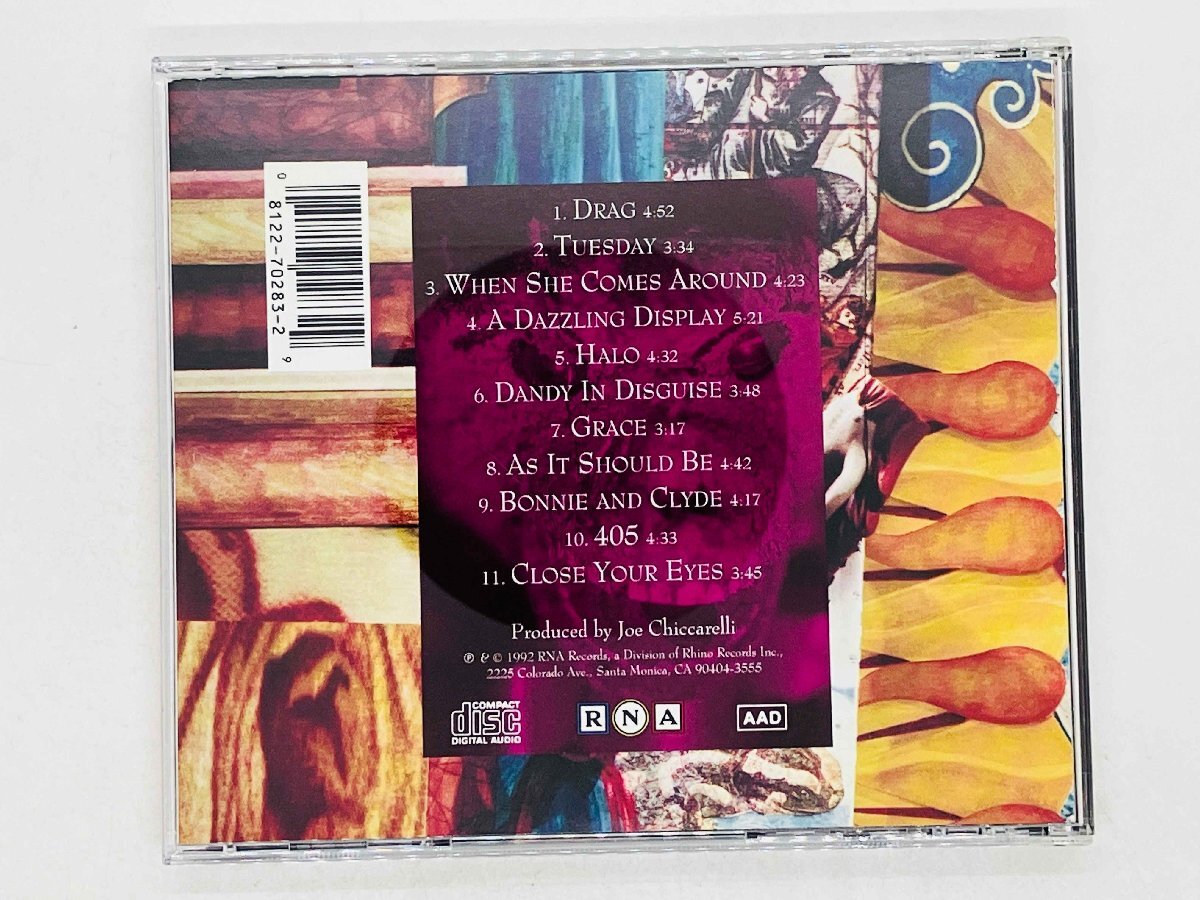 0 8122-70283-2 9
1. DRAG 4:52
2. TUESDAY 3:34
3. WHEN SHE COMES AROUND 4:23
4. A DAZZLING DISPLAY 5:21
5. HALO 4:32
6. DANDY IN DISGUISE 3:48
7. GRACE 3:17
8. AS IT SHOULD BE 4:42
9. BONNIE AND CLYDE 4:17
10. 405 4:33
11. CLOSE YOUR EYES 3:45
Produced by Joe Chiccarelli
℗ & © 1992 RNA Records, a Division of Rhino Records Inc.,
2225 Colorado Ave., Santa Monica, CA 90404-3555
COMPACT
disc
DIGITAL AUDIO
RNA
AAD